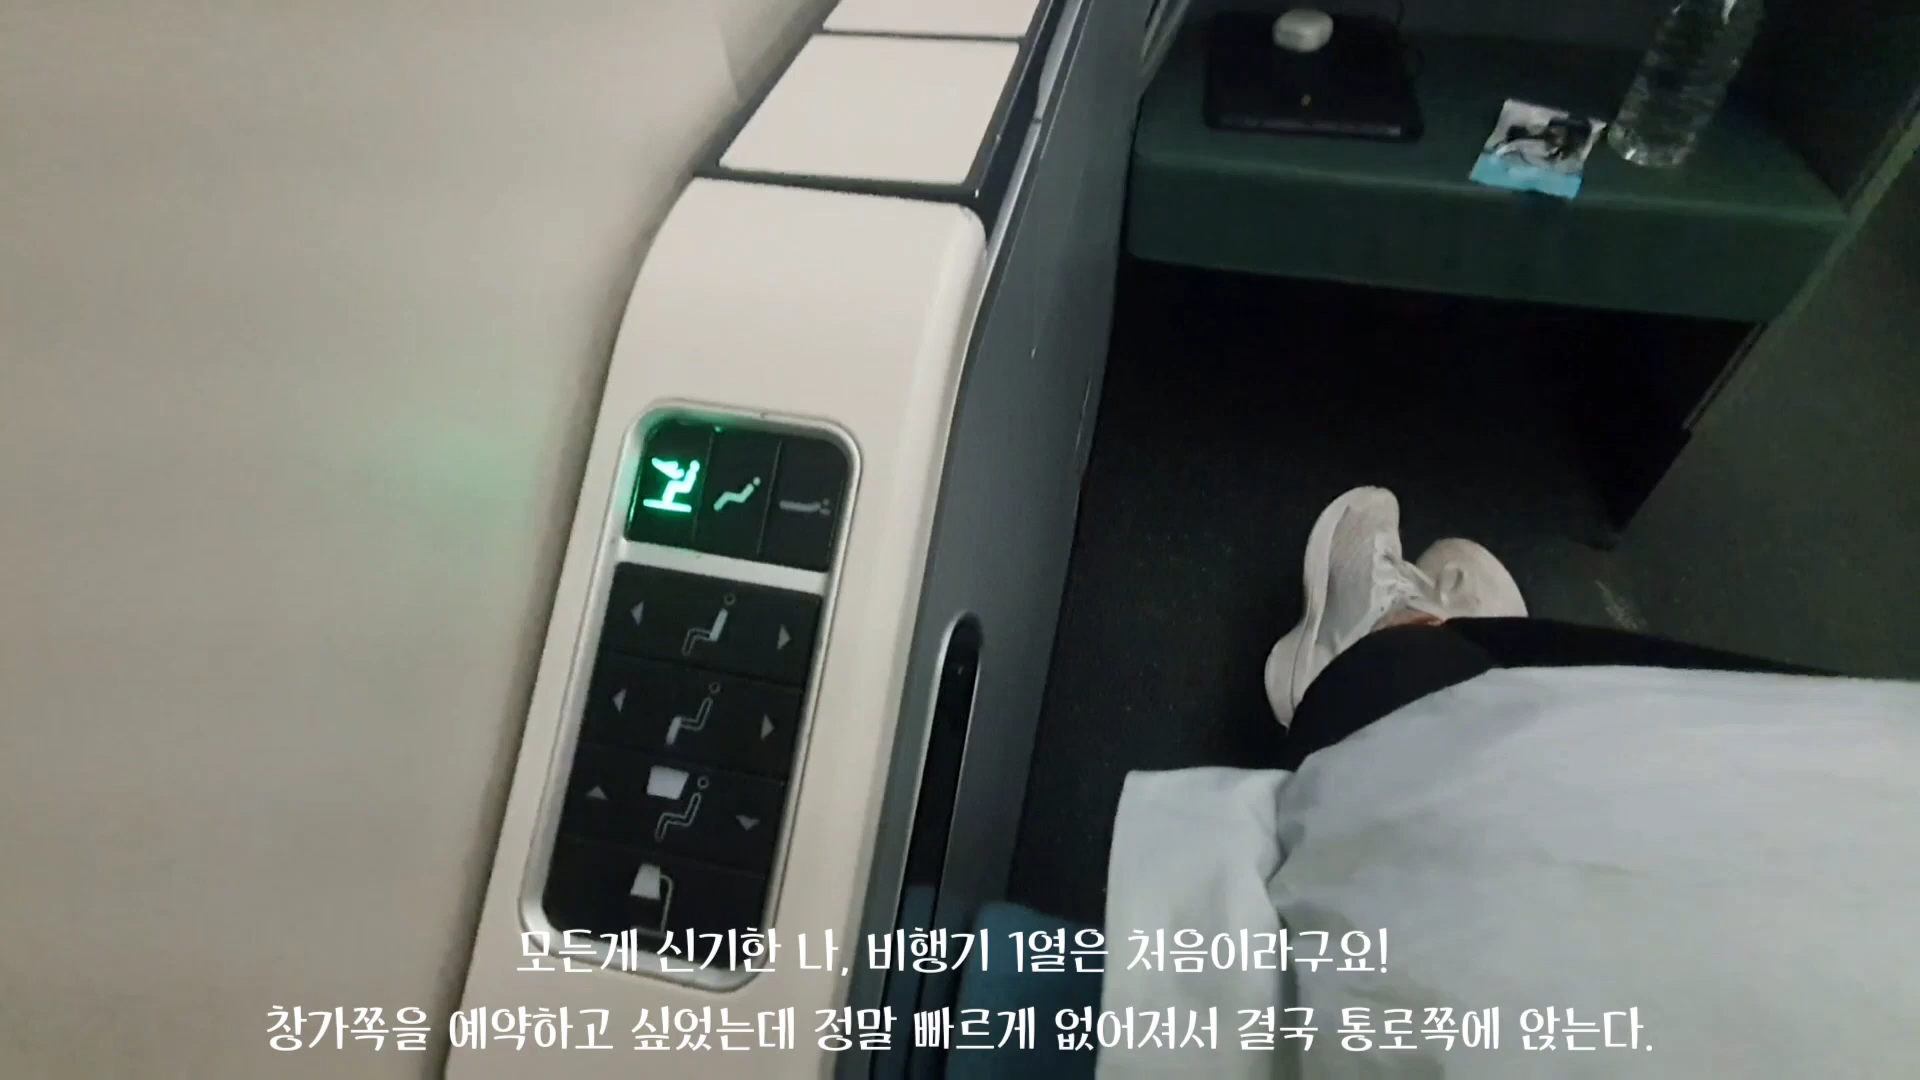 모든게 신기한 나, 비행기 1열은 처음이라구요!
창가쪽을 예약하고 싶었는데 정말 빠르게 없어져서 결국 통로쪽에 앉는다.